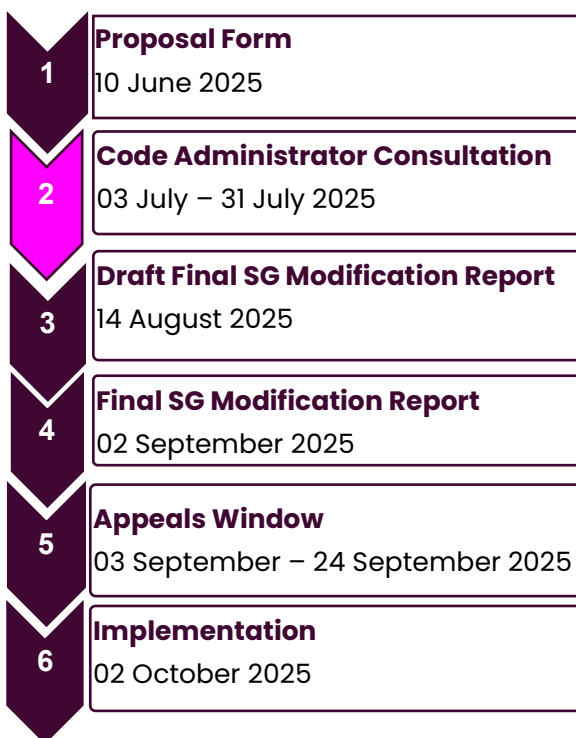 1
Proposal Form
10 June 2025
2
Code Administrator Consultation
03 July – 31 July 2025
3
Draft Final SG Modification Report
14 August 2025
4
Final SG Modification Report
02 September 2025
5
Appeals Window
03 September – 24 September 2025
6
Implementation
02 October 2025